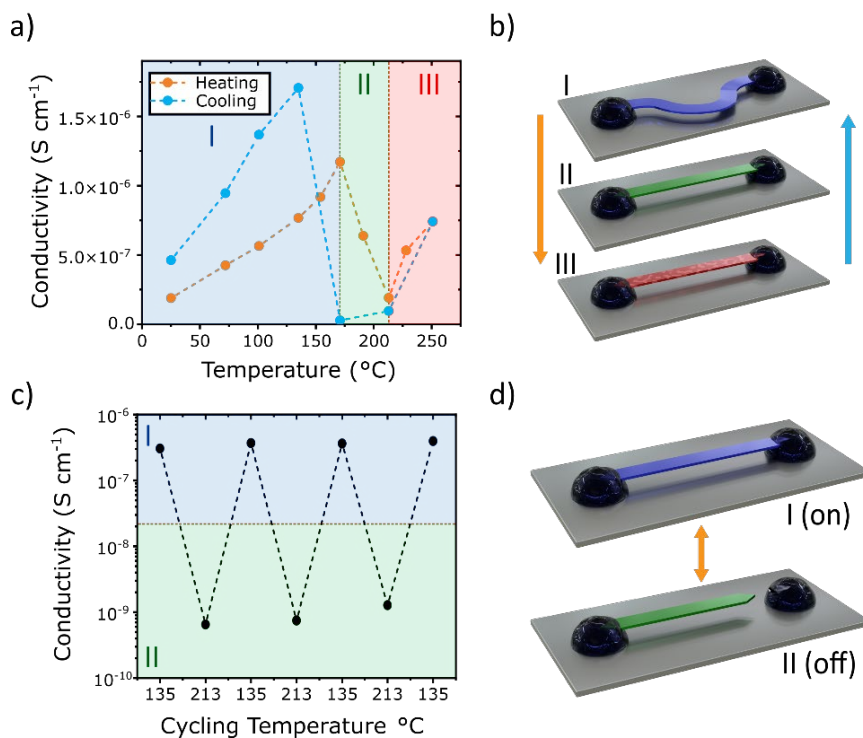 a)
Conductivity (S cm⁻¹)
1.5×10⁻⁶
1.0×10⁻⁶
5.0×10⁻⁷
0.0
Heating
Cooling
I
II
III
0 50 100 150 200 250
Temperature (°C)
b)
I
II
III
c)
Conductivity (S cm⁻¹)
10⁻⁶
10⁻⁷
10⁻⁸
10⁻⁹
10⁻¹⁰
I
II
135 213 135 213 135 213 135
Cycling Temperature °C
d)
I (on)
II (off)